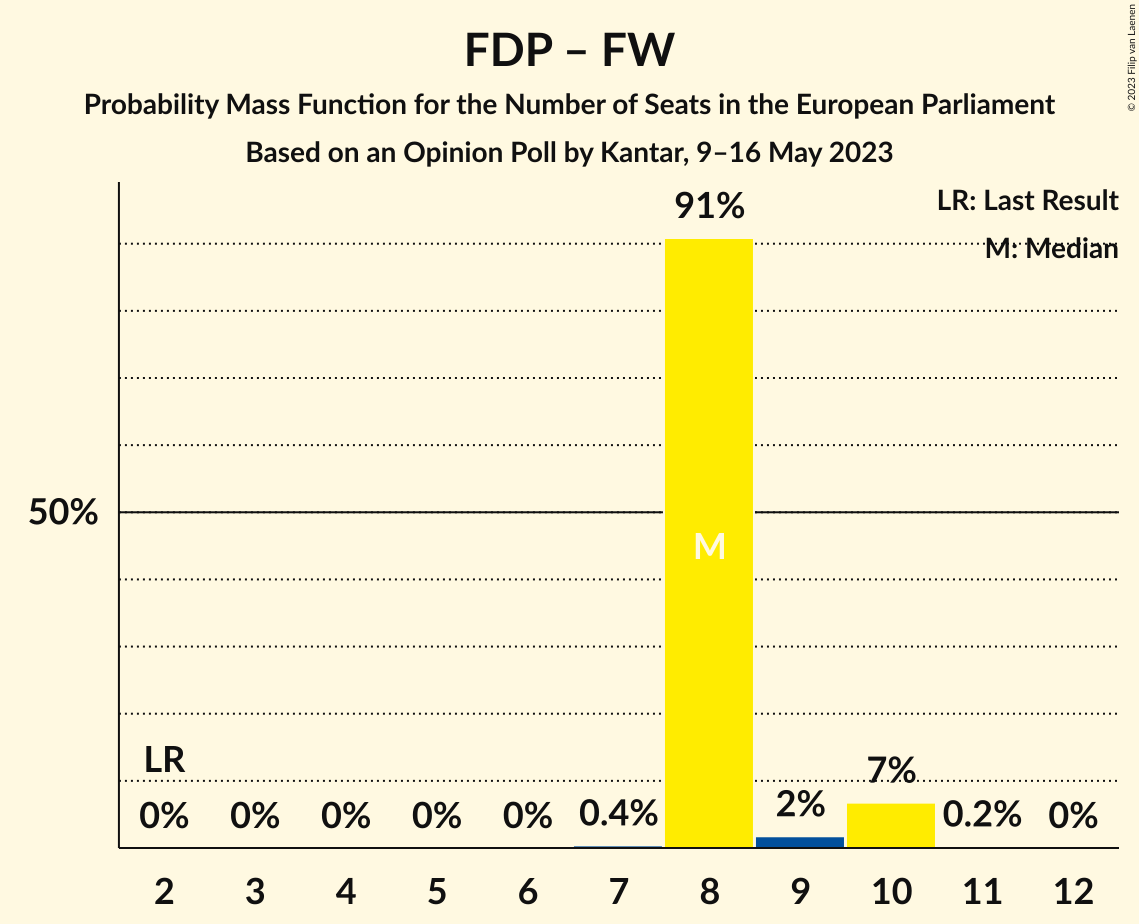 FDP – FW
Probability Mass Function for the Number of Seats in the European Parliament
Based on an Opinion Poll by Kantar, 9–16 May 2023
© 2023 Filip van Laenen
LR: Last Result
M: Median
91%
50%
M
LR
0% 0% 0% 0% 0% 0.4% 2% 7% 0.2% 0%
2 3 4 5 6 7 8 9 10 11 12